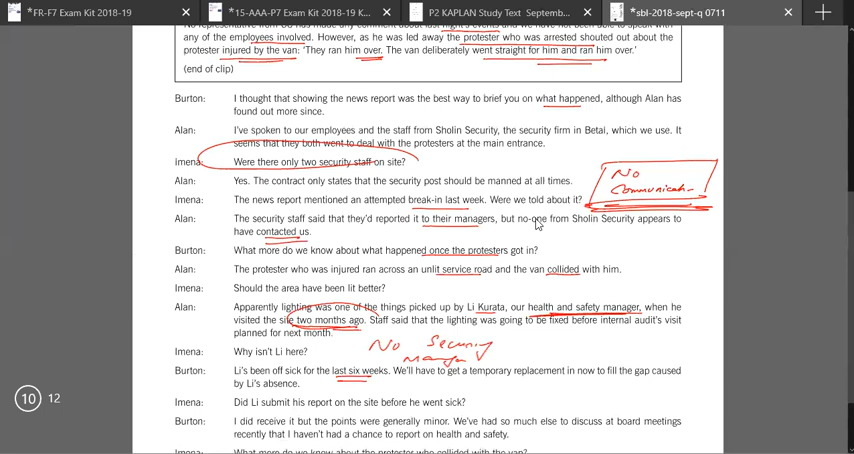 *FR-F7 Exam Kit 2018-19
*15-AAA-P7 Exam Kit 2018-19 K...
P2 KAPLAN Study Text Septemb...
*sbl-2018-sept-q 0711
any of the employees involved. However, as he was led away the protester who was arrested shouted out about the
protester injured by the van: 'They ran him over. The van deliberately went straight for him and ran him over.'
(end of clip)
Burton: I thought that showing the news report was the best way to brief you on what happened, although Alan has
found out more since.
Alan: I've spoken to our employees and the staff from Sholin Security, the security firm in Betal, which we use. It
seems that they both went to deal with the protesters at the main entrance.
Imena: Were there only two security staff on site?
Alan: Yes. The contract only states that the security post should be manned at all times.
No
Communicati-
Imena: The news report mentioned an attempted break-in last week. Were we told about it?
Alan: The security staff said that they'd reported it to their managers, but no-one from Sholin Security appears to
have contacted us.
Burton: What more do we know about what happened once the protesters got in?
Alan: The protester who was injured ran across an unlit service road and the van collided with him.
Imena: Should the area have been lit better?
Alan: Apparently lighting was one of the things picked up by Li Kurata, our health and safety manager, when he
visited the site two months ago. Staff said that the lighting was going to be fixed before internal audit's visit
planned for next month.
No Security
Manager
Imena: Why isn't Li here?
Burton: Li's been off sick for the last six weeks. We'll have to get a temporary replacement in now to fill the gap caused
by Li's absence.
10 12
Imena: Did Li submit his report on the site before he went sick?
Burton: I did receive it but the points were generally minor. We've had so much else to discuss at board meetings
recently that I haven't had a chance to report on health and safety.
Imena: What more do we know about the protester who collided with the van?